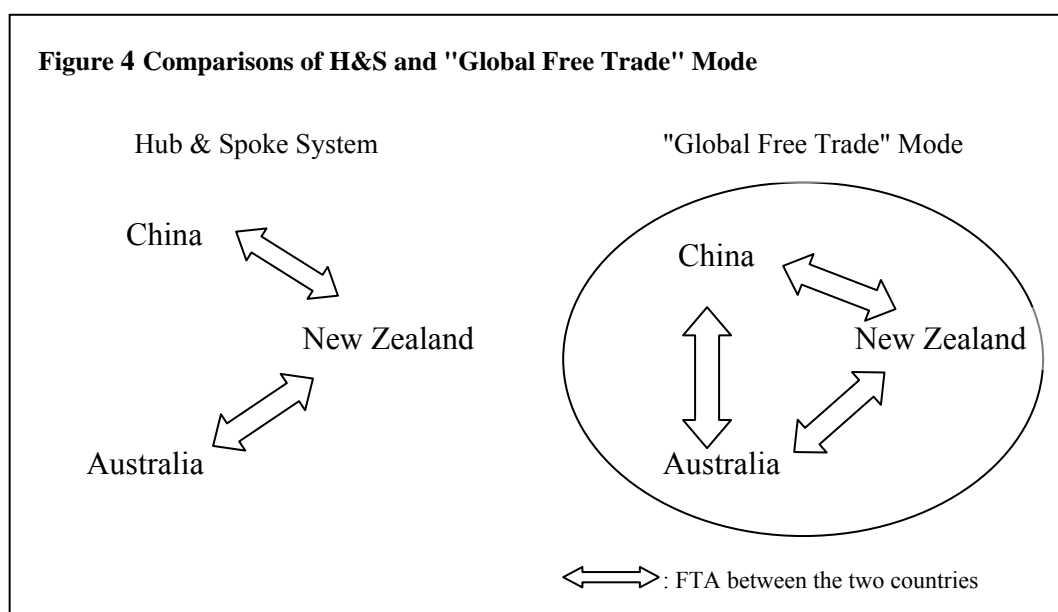 Figure 4 Comparisons of H&S and "Global Free Trade" Mode
Hub & Spoke System
China
New Zealand
Australia
"Global Free Trade" Mode
China
New Zealand
Australia
: FTA between the two countries